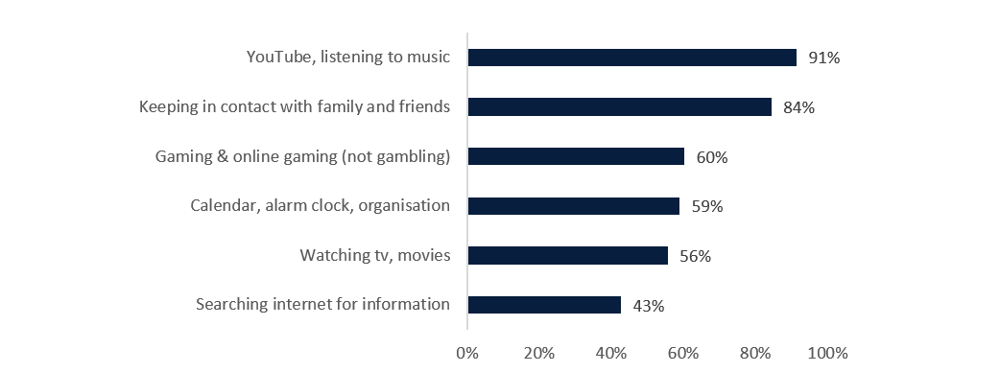 YouTube, listening to music 91%
Keeping in contact with family and friends 84%
Gaming & online gaming (not gambling) 60%
Calendar, alarm clock, organisation 59%
Watching tv, movies 56%
Searching internet for information 43%
0% 20% 40% 60% 80% 100%